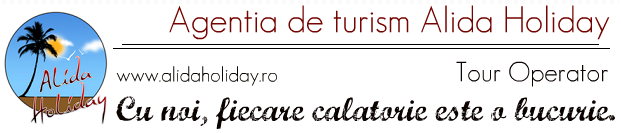 Agentia de turism Alida Holiday
Alida
Holiday
www.alidaholiday.ro
Tour Operator
Cu noi, fiecare calatorie este o bucurie.